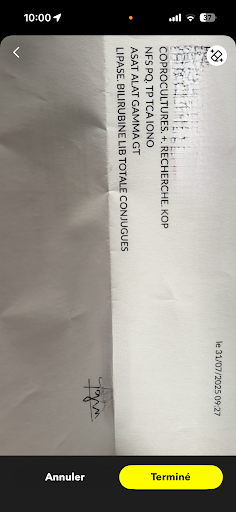 10:00
37
le 31/07/2025 09:27
COPROCULTURES. + RECHERCHE. KOP
NFS PQ, TP TCA IONO
ASAT ALAT GAMMA GT
LIPASE, BILIRUBINE LIB TOTALE CONJUGUES
Annuler
Terminé